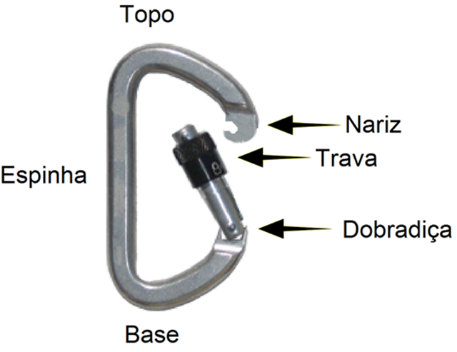 Topo
Nariz
Trava
Espinha
Dobradiça
Base